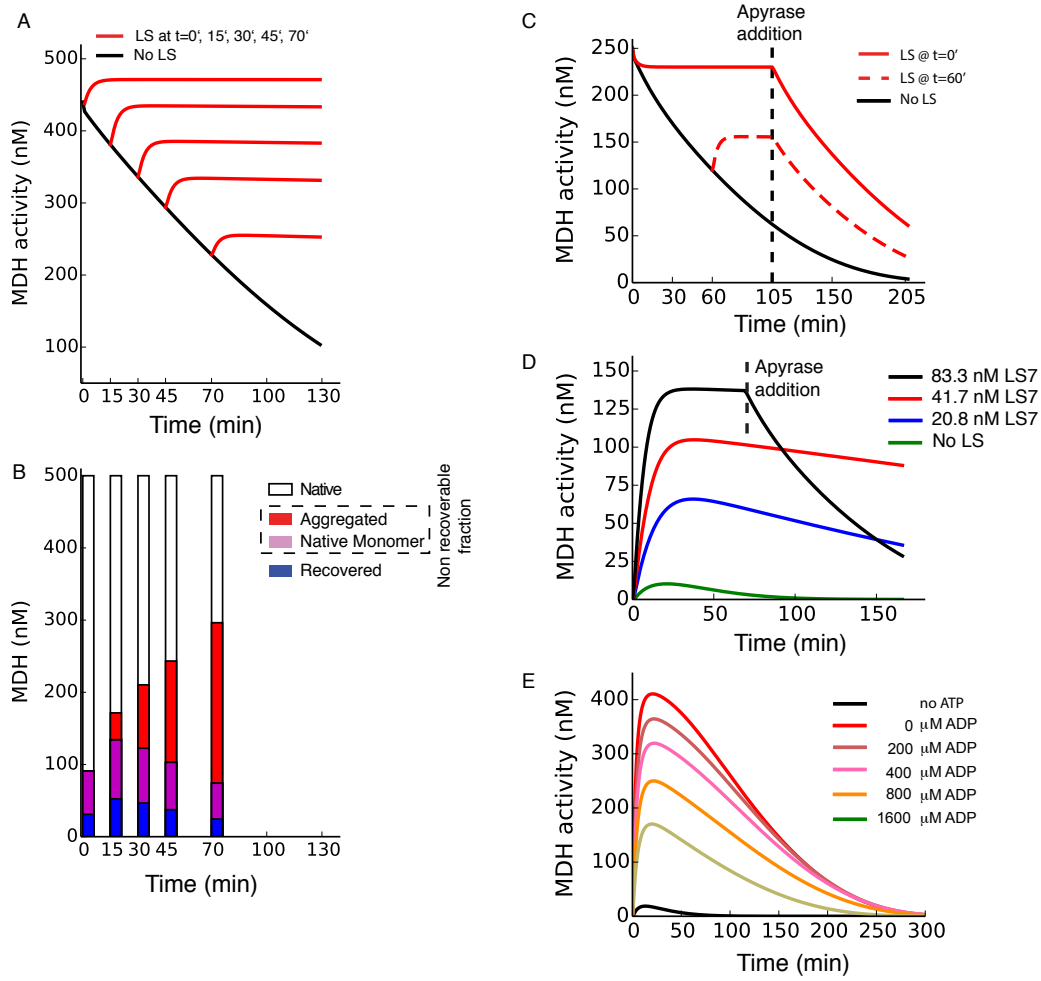 A
LS at t=0‘, 15‘, 30‘, 45‘, 70‘
No LS
500
400
300
200
100
MDH activity (nM)
0 15 30 45 70 100 130
Time (min)
B
500
400
300
200
100
0
MDH (nM)
Native
Aggregated
Native Monomer
Recovered
Non recoverable
fraction
0 15 30 45 70 100 130
Time (min)
C
Apyrase
addition
LS @ t=0’
LS @ t=60’
No LS
250
200
150
100
50
0
MDH activity (nM)
0 30 60 105 150 205
Time (min)
D
Apyrase
addition
83.3 nM LS7
41.7 nM LS7
20.8 nM LS7
No LS
150
125
100
75
50
25
0
MDH activity (nM)
0 50 100 150
Time (min)
E
no ATP
0 μM ADP
200 μM ADP
400 μM ADP
800 μM ADP
1600 μM ADP
400
300
200
100
0
MDH activity (nM)
0 50 100 150 200 250 300
Time (min)